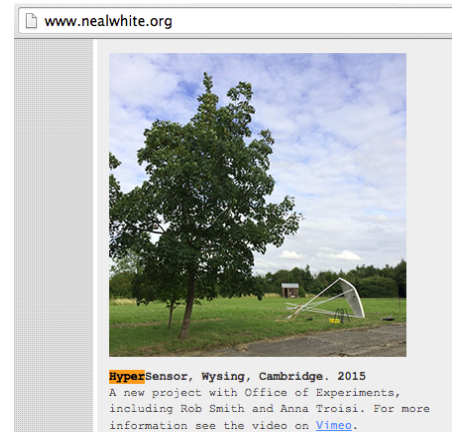 www.nealwhite.org
HyperSensor, Wysing, Cambridge. 2015
A new project with Office of Experiments,
including Rob Smith and Anna Troisi. For more
information see the video on Vimeo.